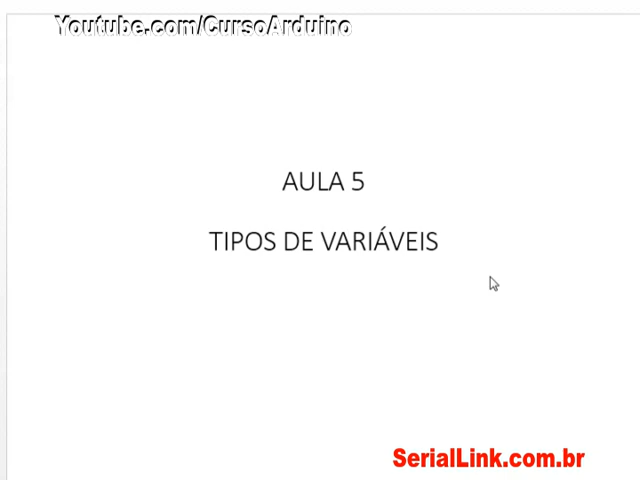 Youtube.com/CursoArduino
AULA 5
TIPOS DE VARIÁVEIS
SerialLink.com.br